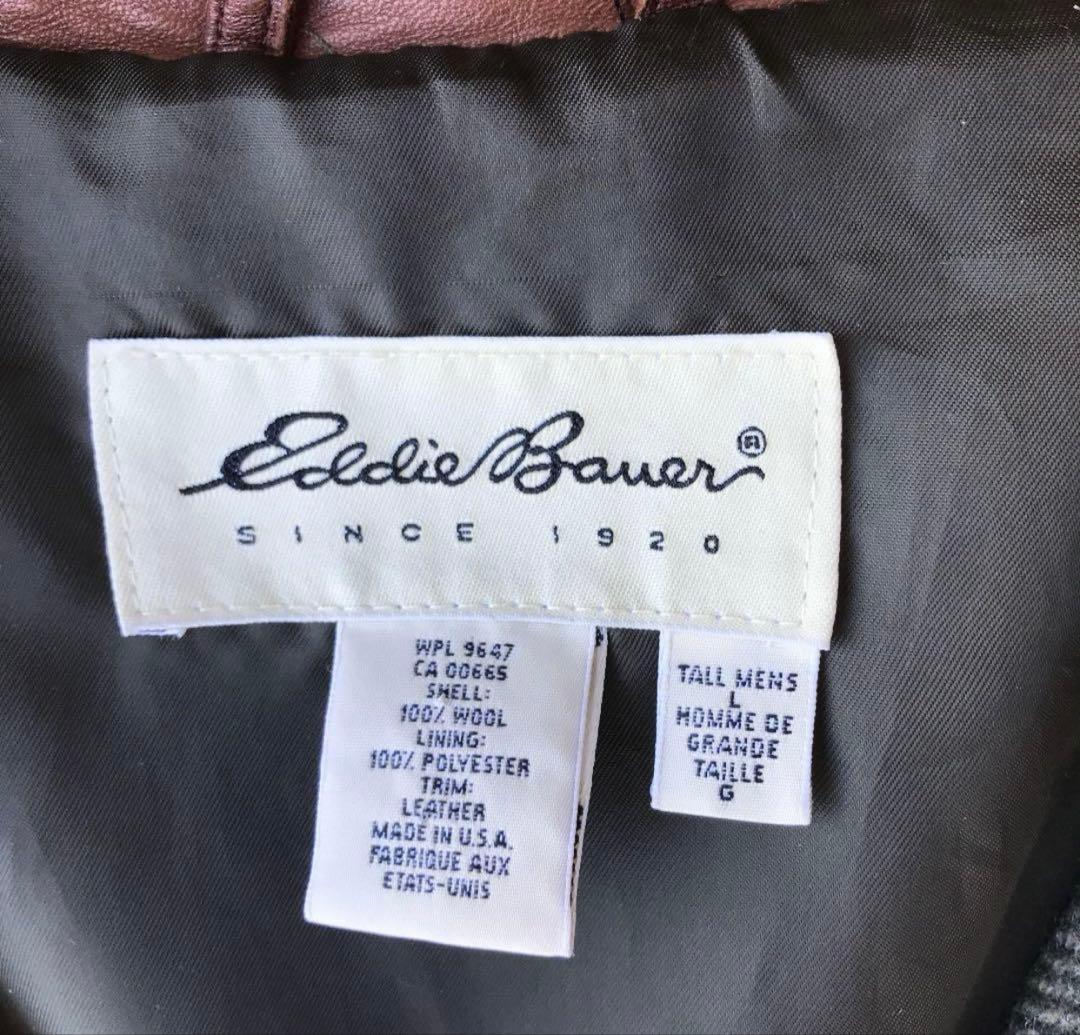 Eddie Bauer®
SINCE 1920
WPL 9647
CA 00665
SHELL:
100% WOOL
LINING:
100% POLYESTER
TRIM:
LEATHER
MADE IN U.S.A.
FABRIQUE AUX
ETATS-UNIS
TALL MENS
L
HOMME DE
GRANDE
TAILLE
G